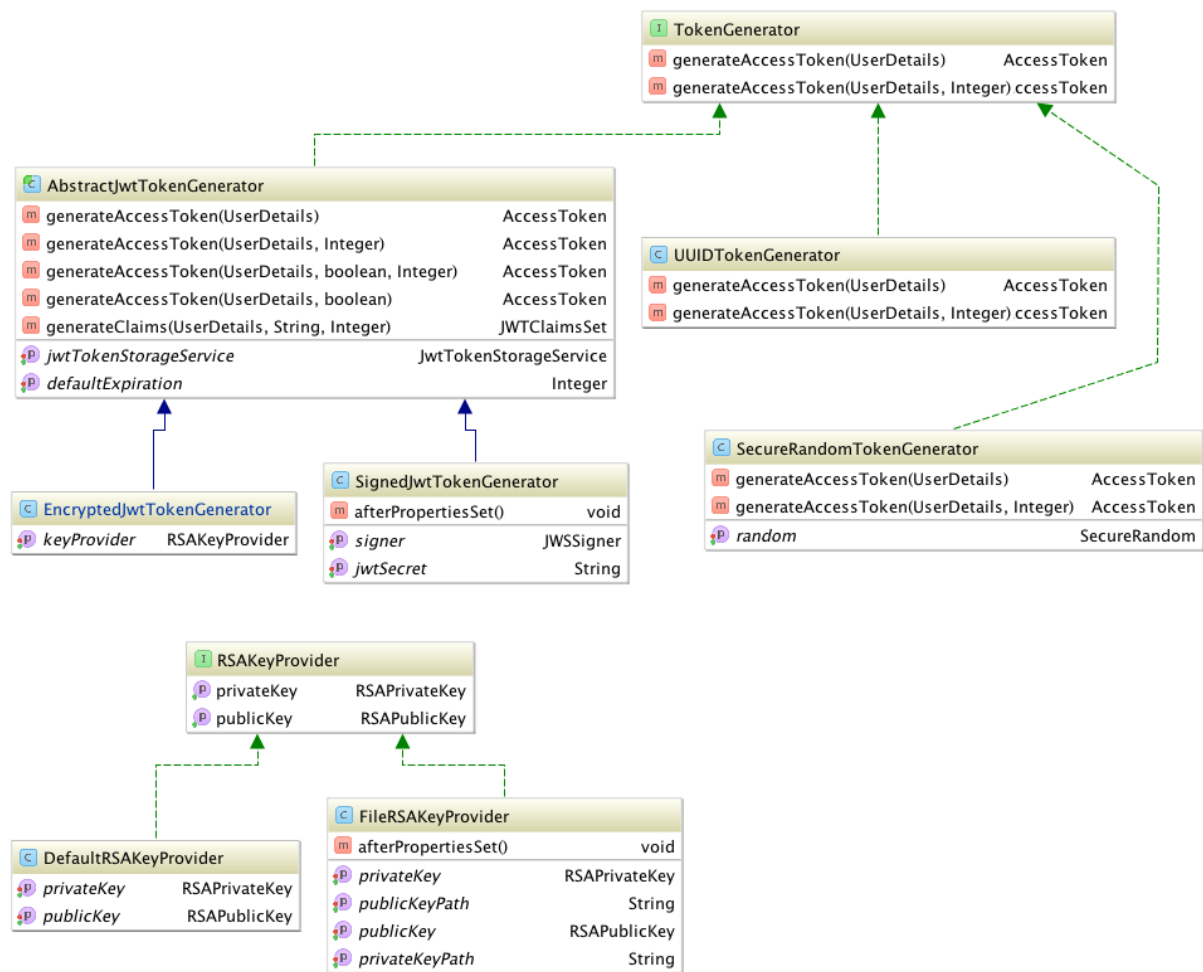 I TokenGenerator
m generateAccessToken(UserDetails) AccessToken
m generateAccessToken(UserDetails, Integer) ccessToken
C AbstractJwtTokenGenerator
m generateAccessToken(UserDetails) AccessToken
m generateAccessToken(UserDetails, Integer) AccessToken
m generateAccessToken(UserDetails, boolean, Integer) AccessToken
m generateAccessToken(UserDetails, boolean) AccessToken
m generateClaims(UserDetails, String, Integer) JWTClaimsSet
p jwtTokenStorageService JwtTokenStorageService
p defaultExpiration Integer
C UUIDTokenGenerator
m generateAccessToken(UserDetails) AccessToken
m generateAccessToken(UserDetails, Integer) ccessToken
C SecureRandomTokenGenerator
m generateAccessToken(UserDetails) AccessToken
m generateAccessToken(UserDetails, Integer) AccessToken
p random SecureRandom
C EncryptedJwtTokenGenerator
p keyProvider RSAKeyProvider
C SignedJwtTokenGenerator
m afterPropertiesSet() void
p signer JWSSigner
p jwtSecret String
I RSAKeyProvider
p privateKey RSAPrivateKey
p publicKey RSAPublicKey
C DefaultRSAKeyProvider
p privateKey RSAPrivateKey
p publicKey RSAPublicKey
C FileRSAKeyProvider
m afterPropertiesSet() void
p privateKey RSAPrivateKey
p publicKeyPath String
p publicKey RSAPublicKey
p privateKeyPath String